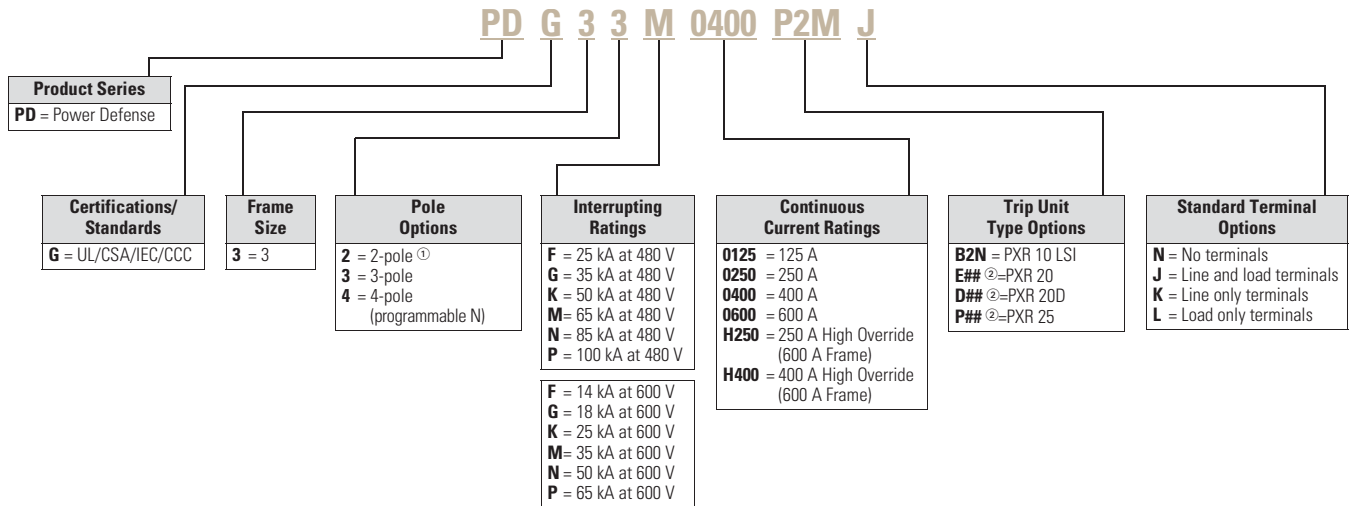 PD G 3 3 M 0400 P2M J
Product Series
PD = Power Defense
Certifications/
Standards
G = UL/CSA/IEC/CCC
Frame
Size
3 = 3
Pole
Options
2 = 2-pole ①
3 = 3-pole
4 = 4-pole
(programmable N)
Interrupting
Ratings
F = 25 kA at 480 V
G = 35 kA at 480 V
K = 50 kA at 480 V
M= 65 kA at 480 V
N = 85 kA at 480 V
P = 100 kA at 480 V
F = 14 kA at 600 V
G = 18 kA at 600 V
K = 25 kA at 600 V
M= 35 kA at 600 V
N = 50 kA at 600 V
P = 65 kA at 600 V
Continuous
Current Ratings
0125 = 125 A
0250 = 250 A
0400 = 400 A
0600 = 600 A
H250 = 250 A High Override
(600 A Frame)
H400 = 400 A High Override
(600 A Frame)
Trip Unit
Type Options
B2N = PXR 10 LSI
E## ②=PXR 20
D## ②=PXR 20D
P## ②=PXR 25
Standard Terminal
Options
N = No terminals
J = Line and load terminals
K = Line only terminals
L = Load only terminals